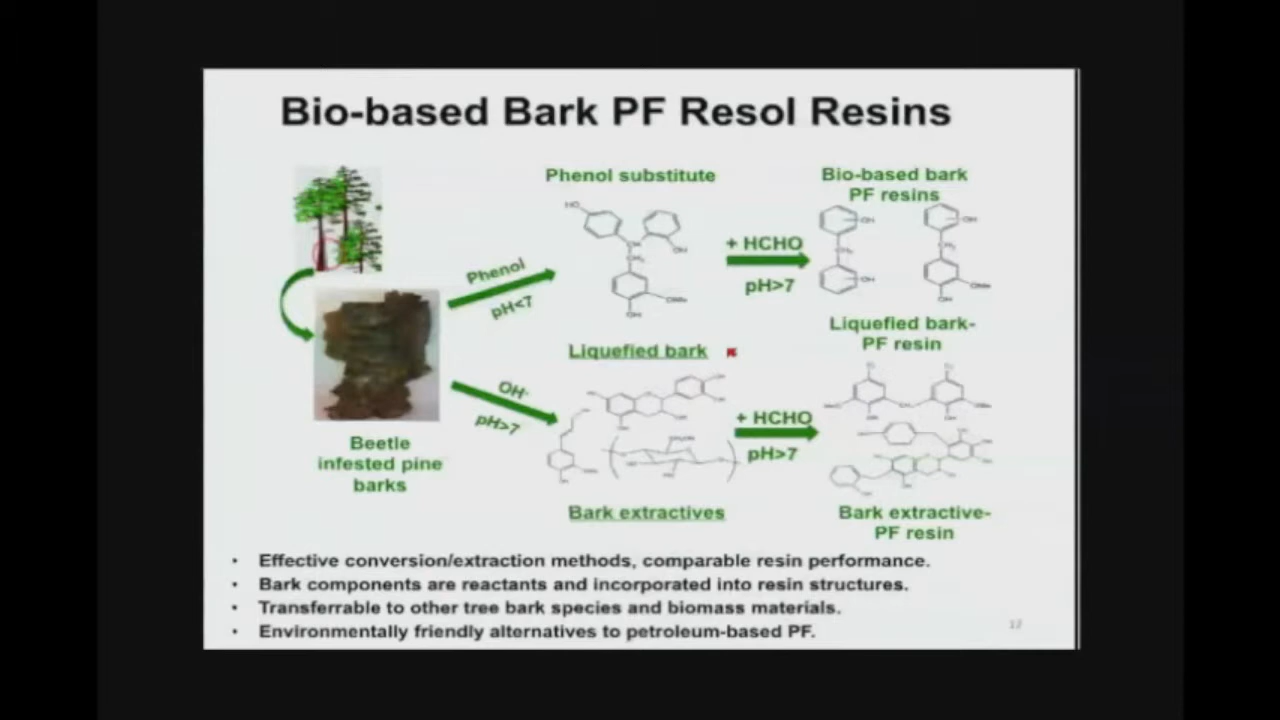 Bio-based Bark PF Resol Resins
Phenol substitute
Bio-based bark
PF resins
Phenol
pH<7
+ HCHO
pH>7
Liquefied bark-
PF resin
Liquefied bark
OH-
pH>7
+ HCHO
pH>7
Beetle
infested pine
barks
Bark extractives
Bark extractive-
PF resin
• Effective conversion/extraction methods, comparable resin performance.
• Bark components are reactants and incorporated into resin structures.
• Transferrable to other tree bark species and biomass materials.
• Environmentally friendly alternatives to petroleum-based PF.